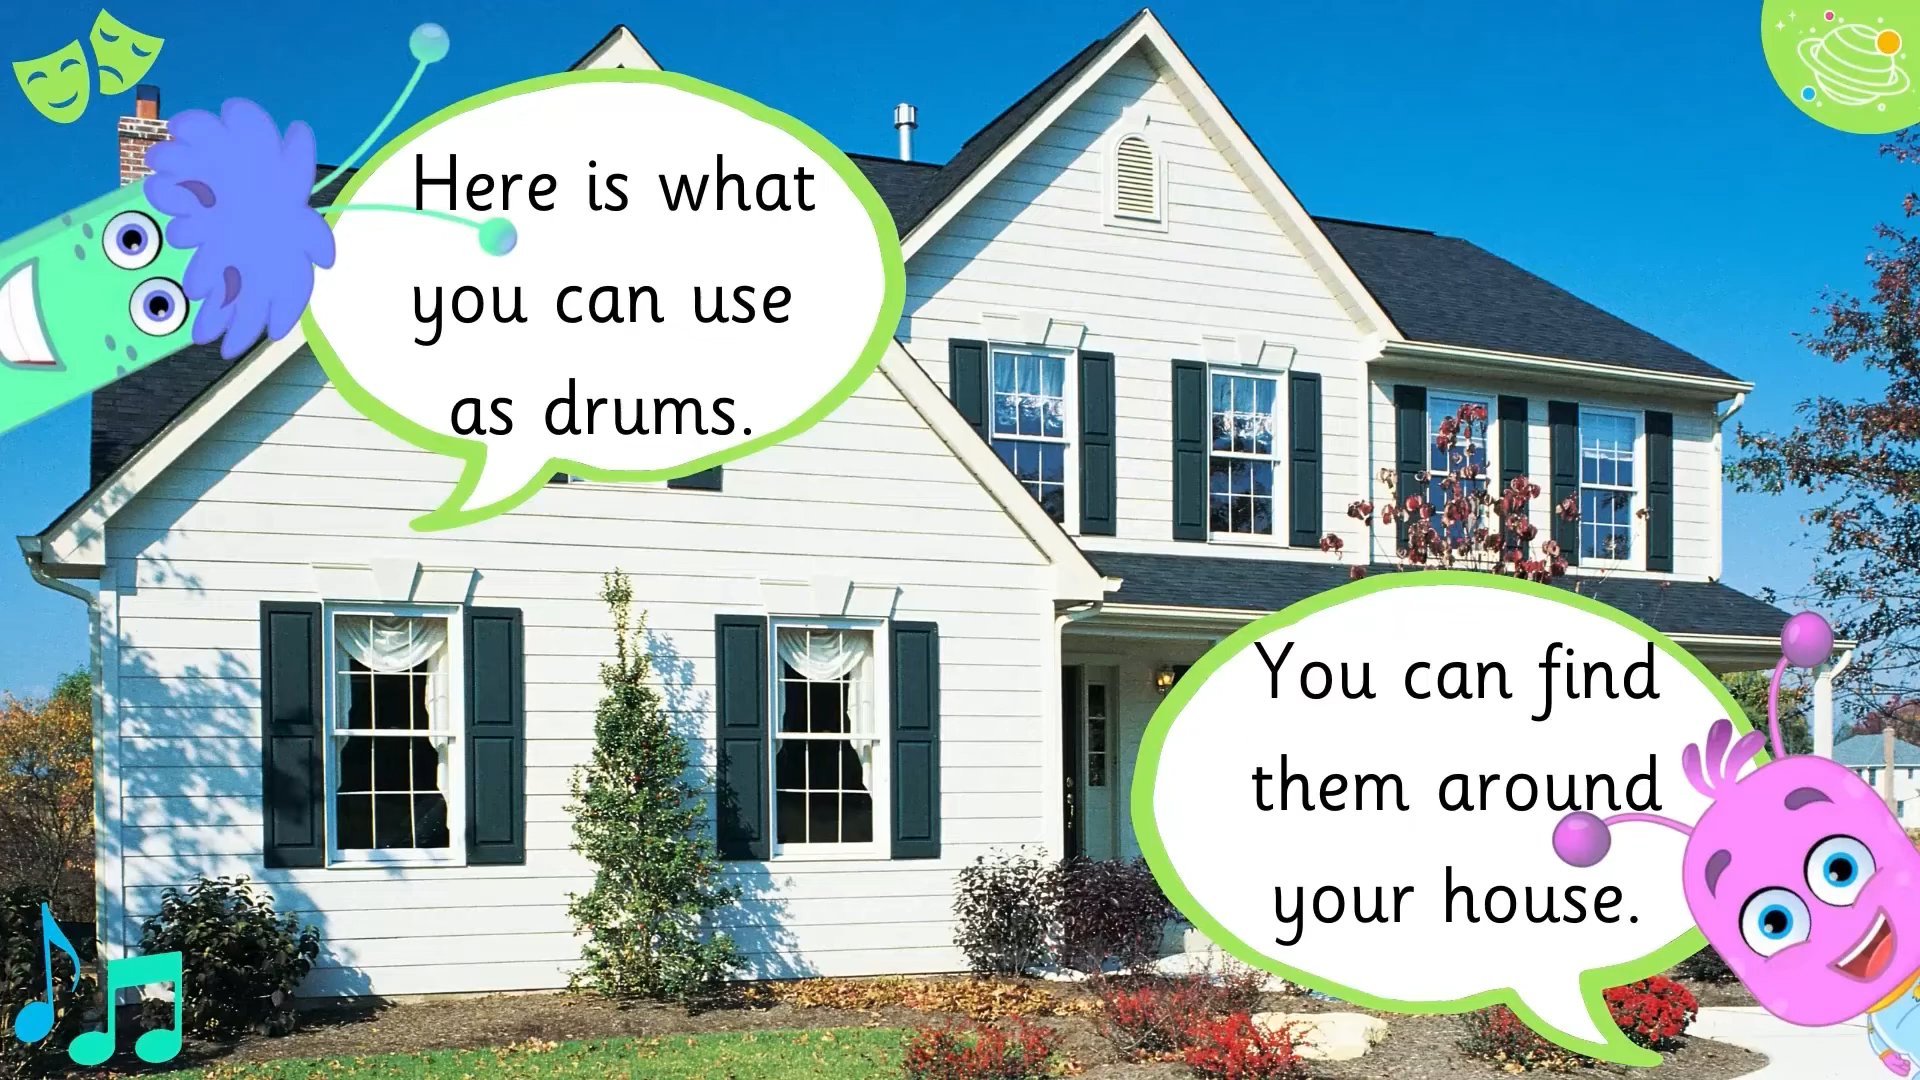 Here is what
you can use
as drums.
You can find
them around
your house.